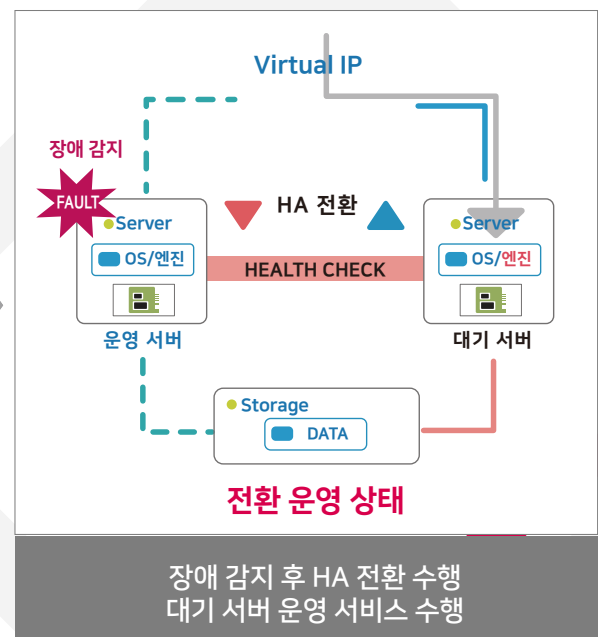 Virtual IP
장애 감지
FAULT
HA 전환
Server
OS/엔진
Server
OS/엔진
HEALTH CHECK
운영 서버
대기 서버
Storage
DATA
전환 운영 상태
장애 감지 후 HA 전환 수행
대기 서버 운영 서비스 수행